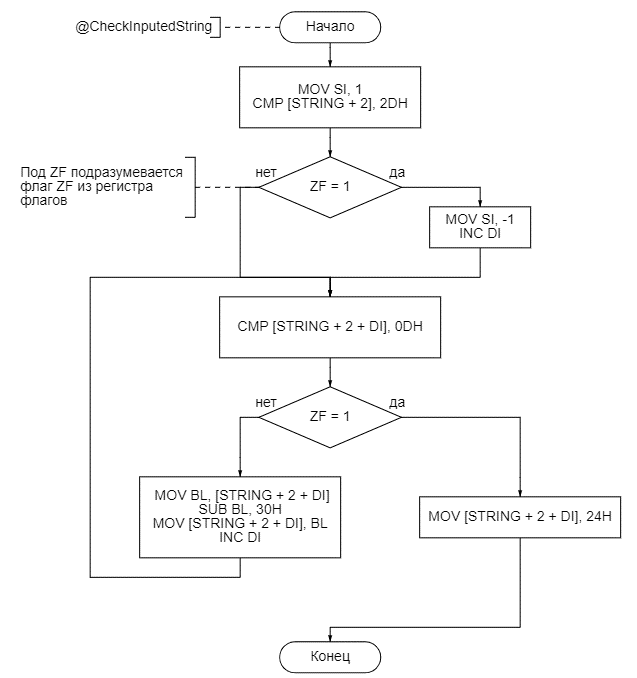 @CheckInputedString
Начало
MOV SI, 1
CMP [STRING + 2], 2DH
Под ZF подразумевается
флаг ZF из регистра
флагов
нет
ZF = 1
да
MOV SI, -1
INC DI
CMP [STRING + 2 + DI], 0DH
нет
ZF = 1
да
MOV BL, [STRING + 2 + DI]
SUB BL, 30H
MOV [STRING + 2 + DI], BL
INC DI
MOV [STRING + 2 + DI], 24H
Конец